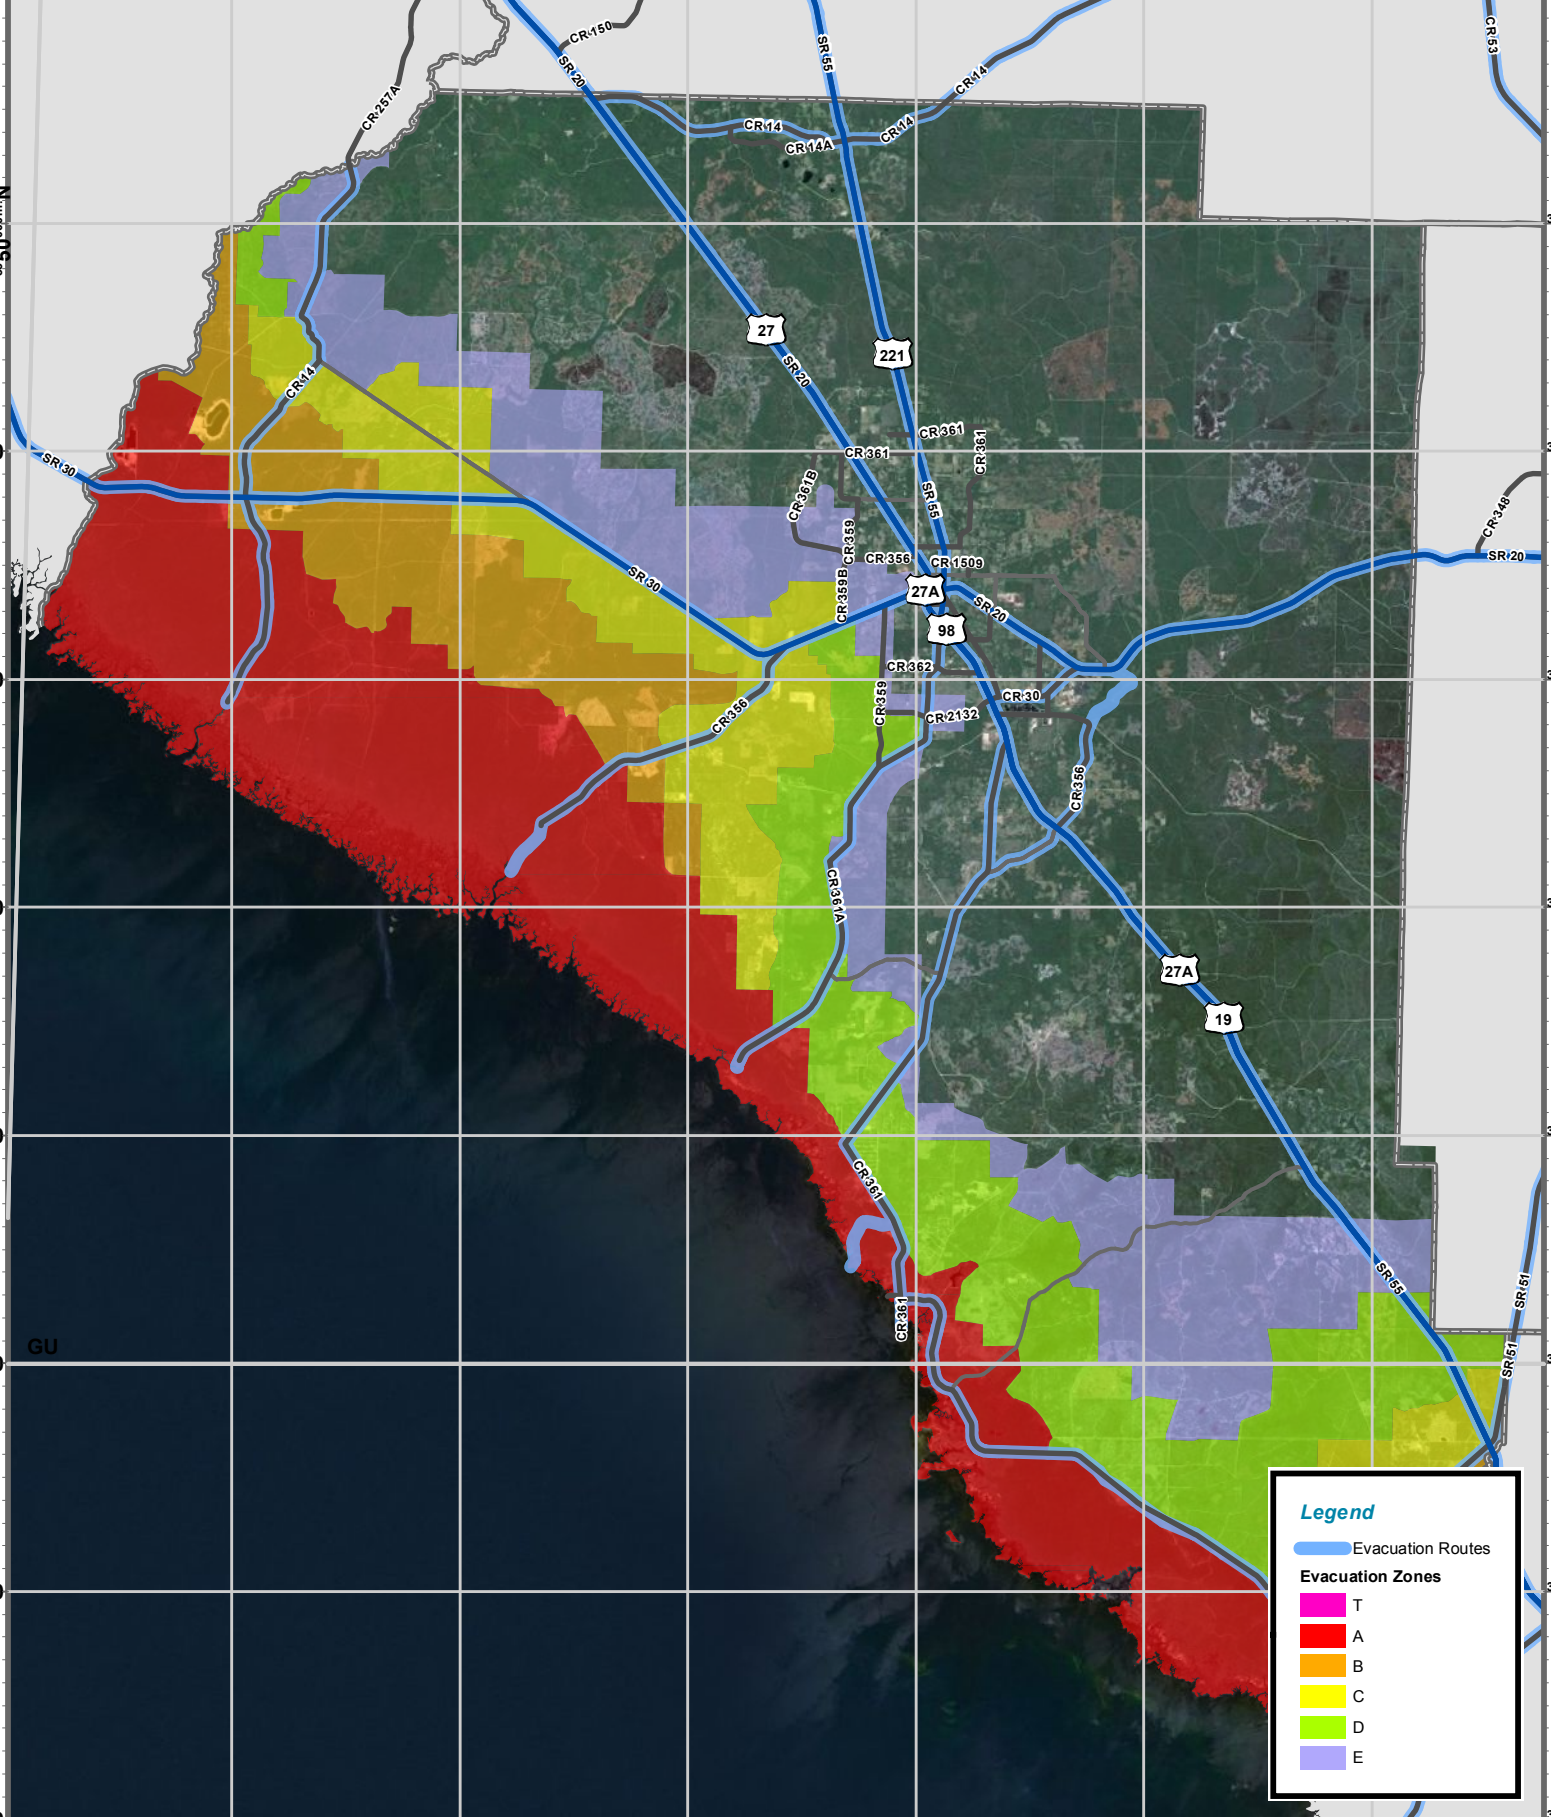 CR 53
CR 150
SR 55
SR 20
CR 14
CR 257A
CR 14
CR 14
CR 14A
N
50
27
221
SR 20
CR 14
CR 361
CR 361
CR 361
SR 30
CR 361B
SR 55
CR 348
CR 359
CR 356
CR 1509
SR 20
SR 30
27A
CR 359B
SR 20
98
CR 362
CR 359
CR 30
CR 356
CR 2132
CR 356
CR 361A
27A
19
CR 361
SR 55
SR 51
CR 361
GU
SR 51
Legend
Evacuation Routes
Evacuation Zones
T
A
B
C
D
E